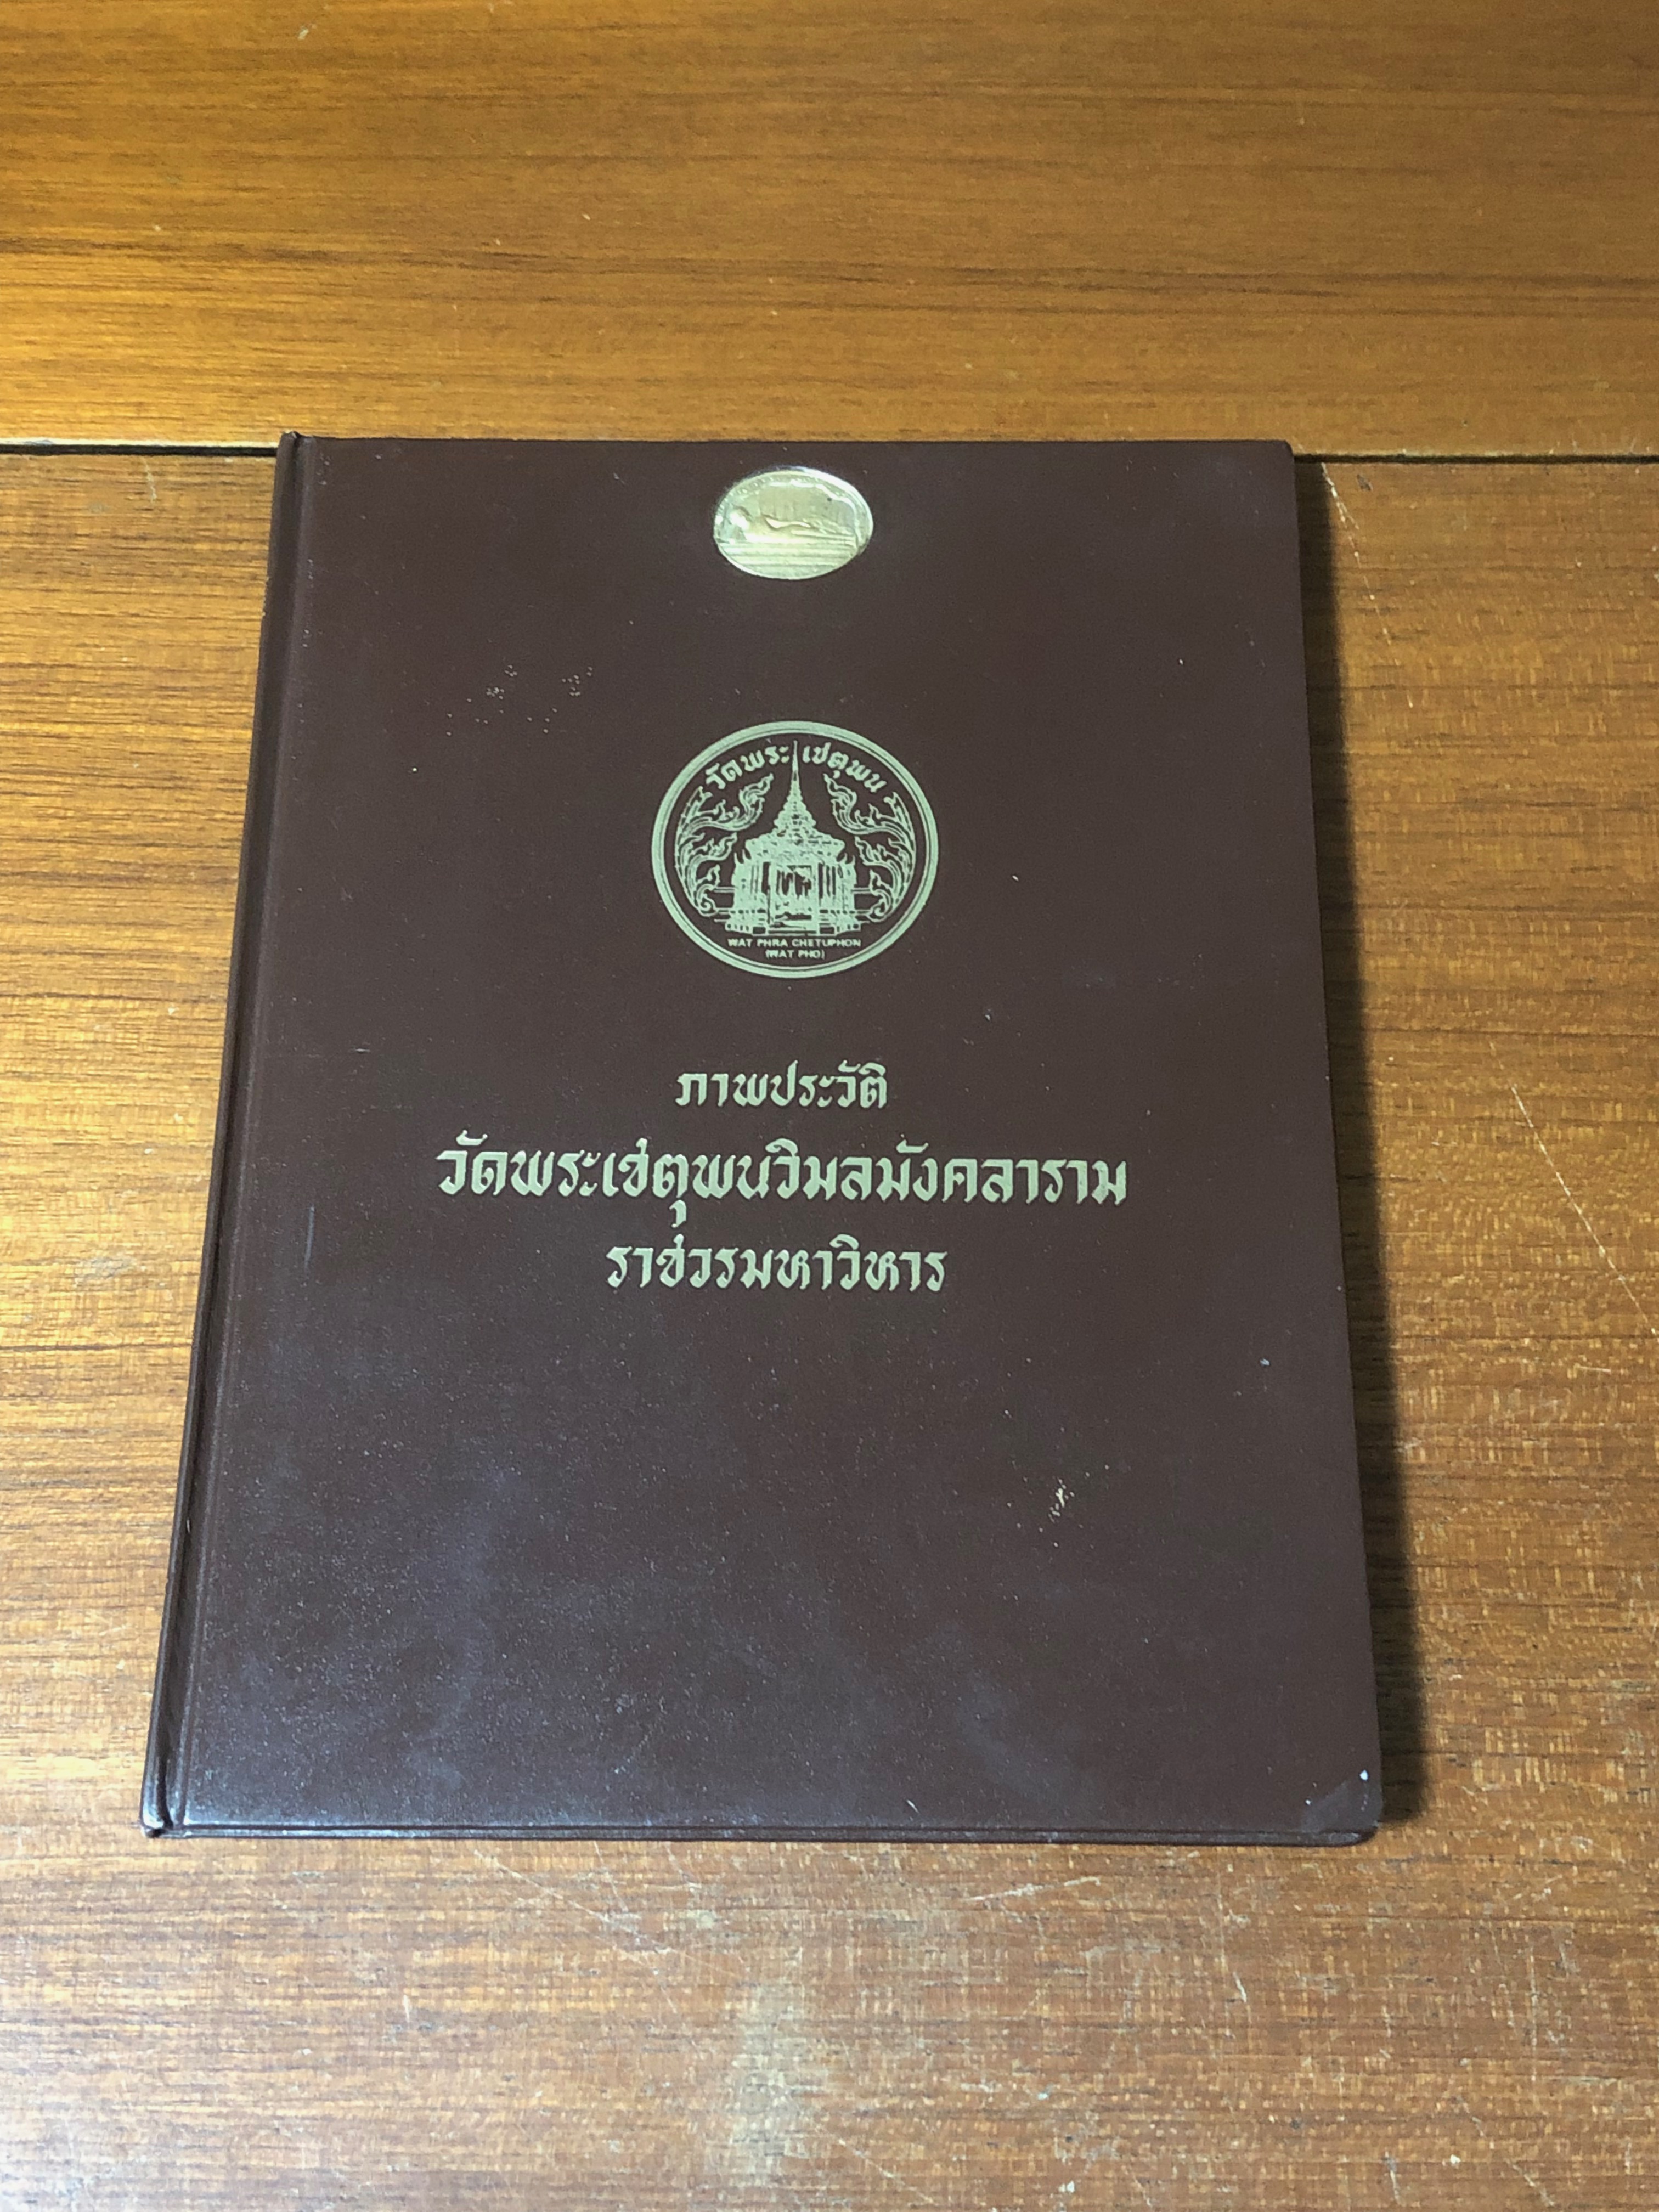 วัดพระเชตุพน
WAT PHRA CHETUPHON
(WAT PHO)
ภาพประวัติ
วัดพระเชตุพนวิมลมังคลาราม
ราชวรมหาวิหาร